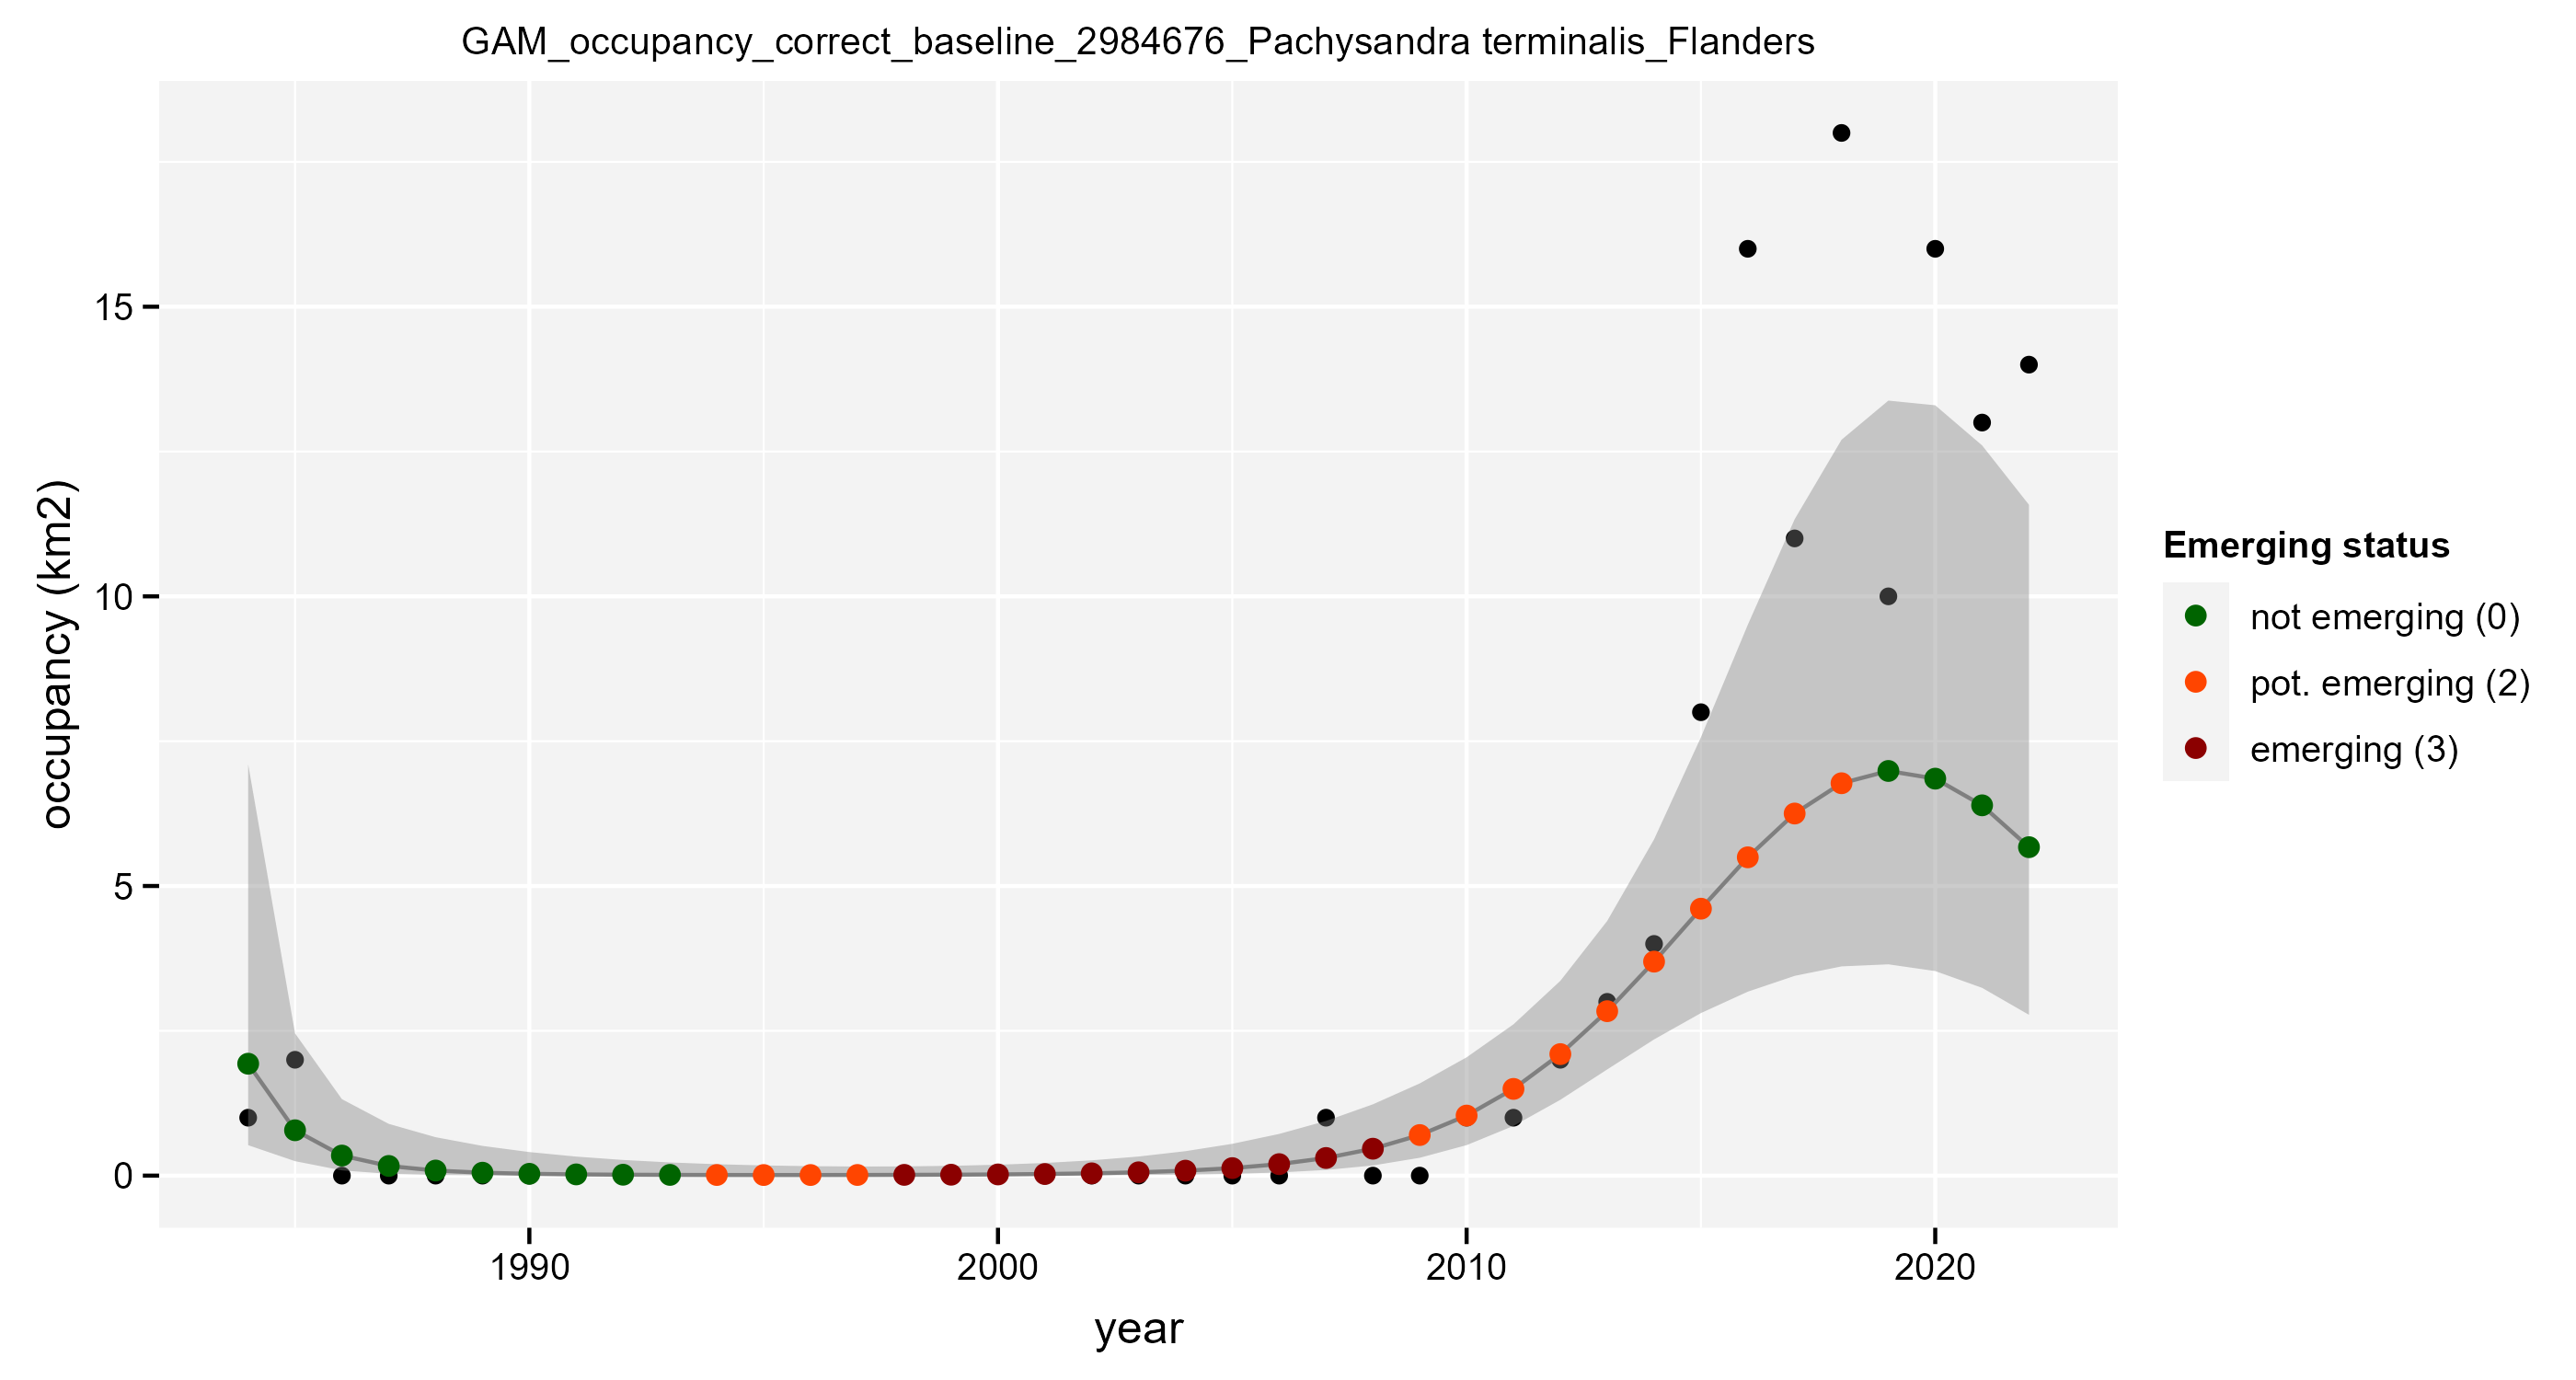 GAM_occupancy_correct_baseline_2984676_Pachysandra terminalis_Flanders
occupancy (km2)
15
10
5
0
1990
2000
2010
2020
year
Emerging status
not emerging (0)
pot. emerging (2)
emerging (3)